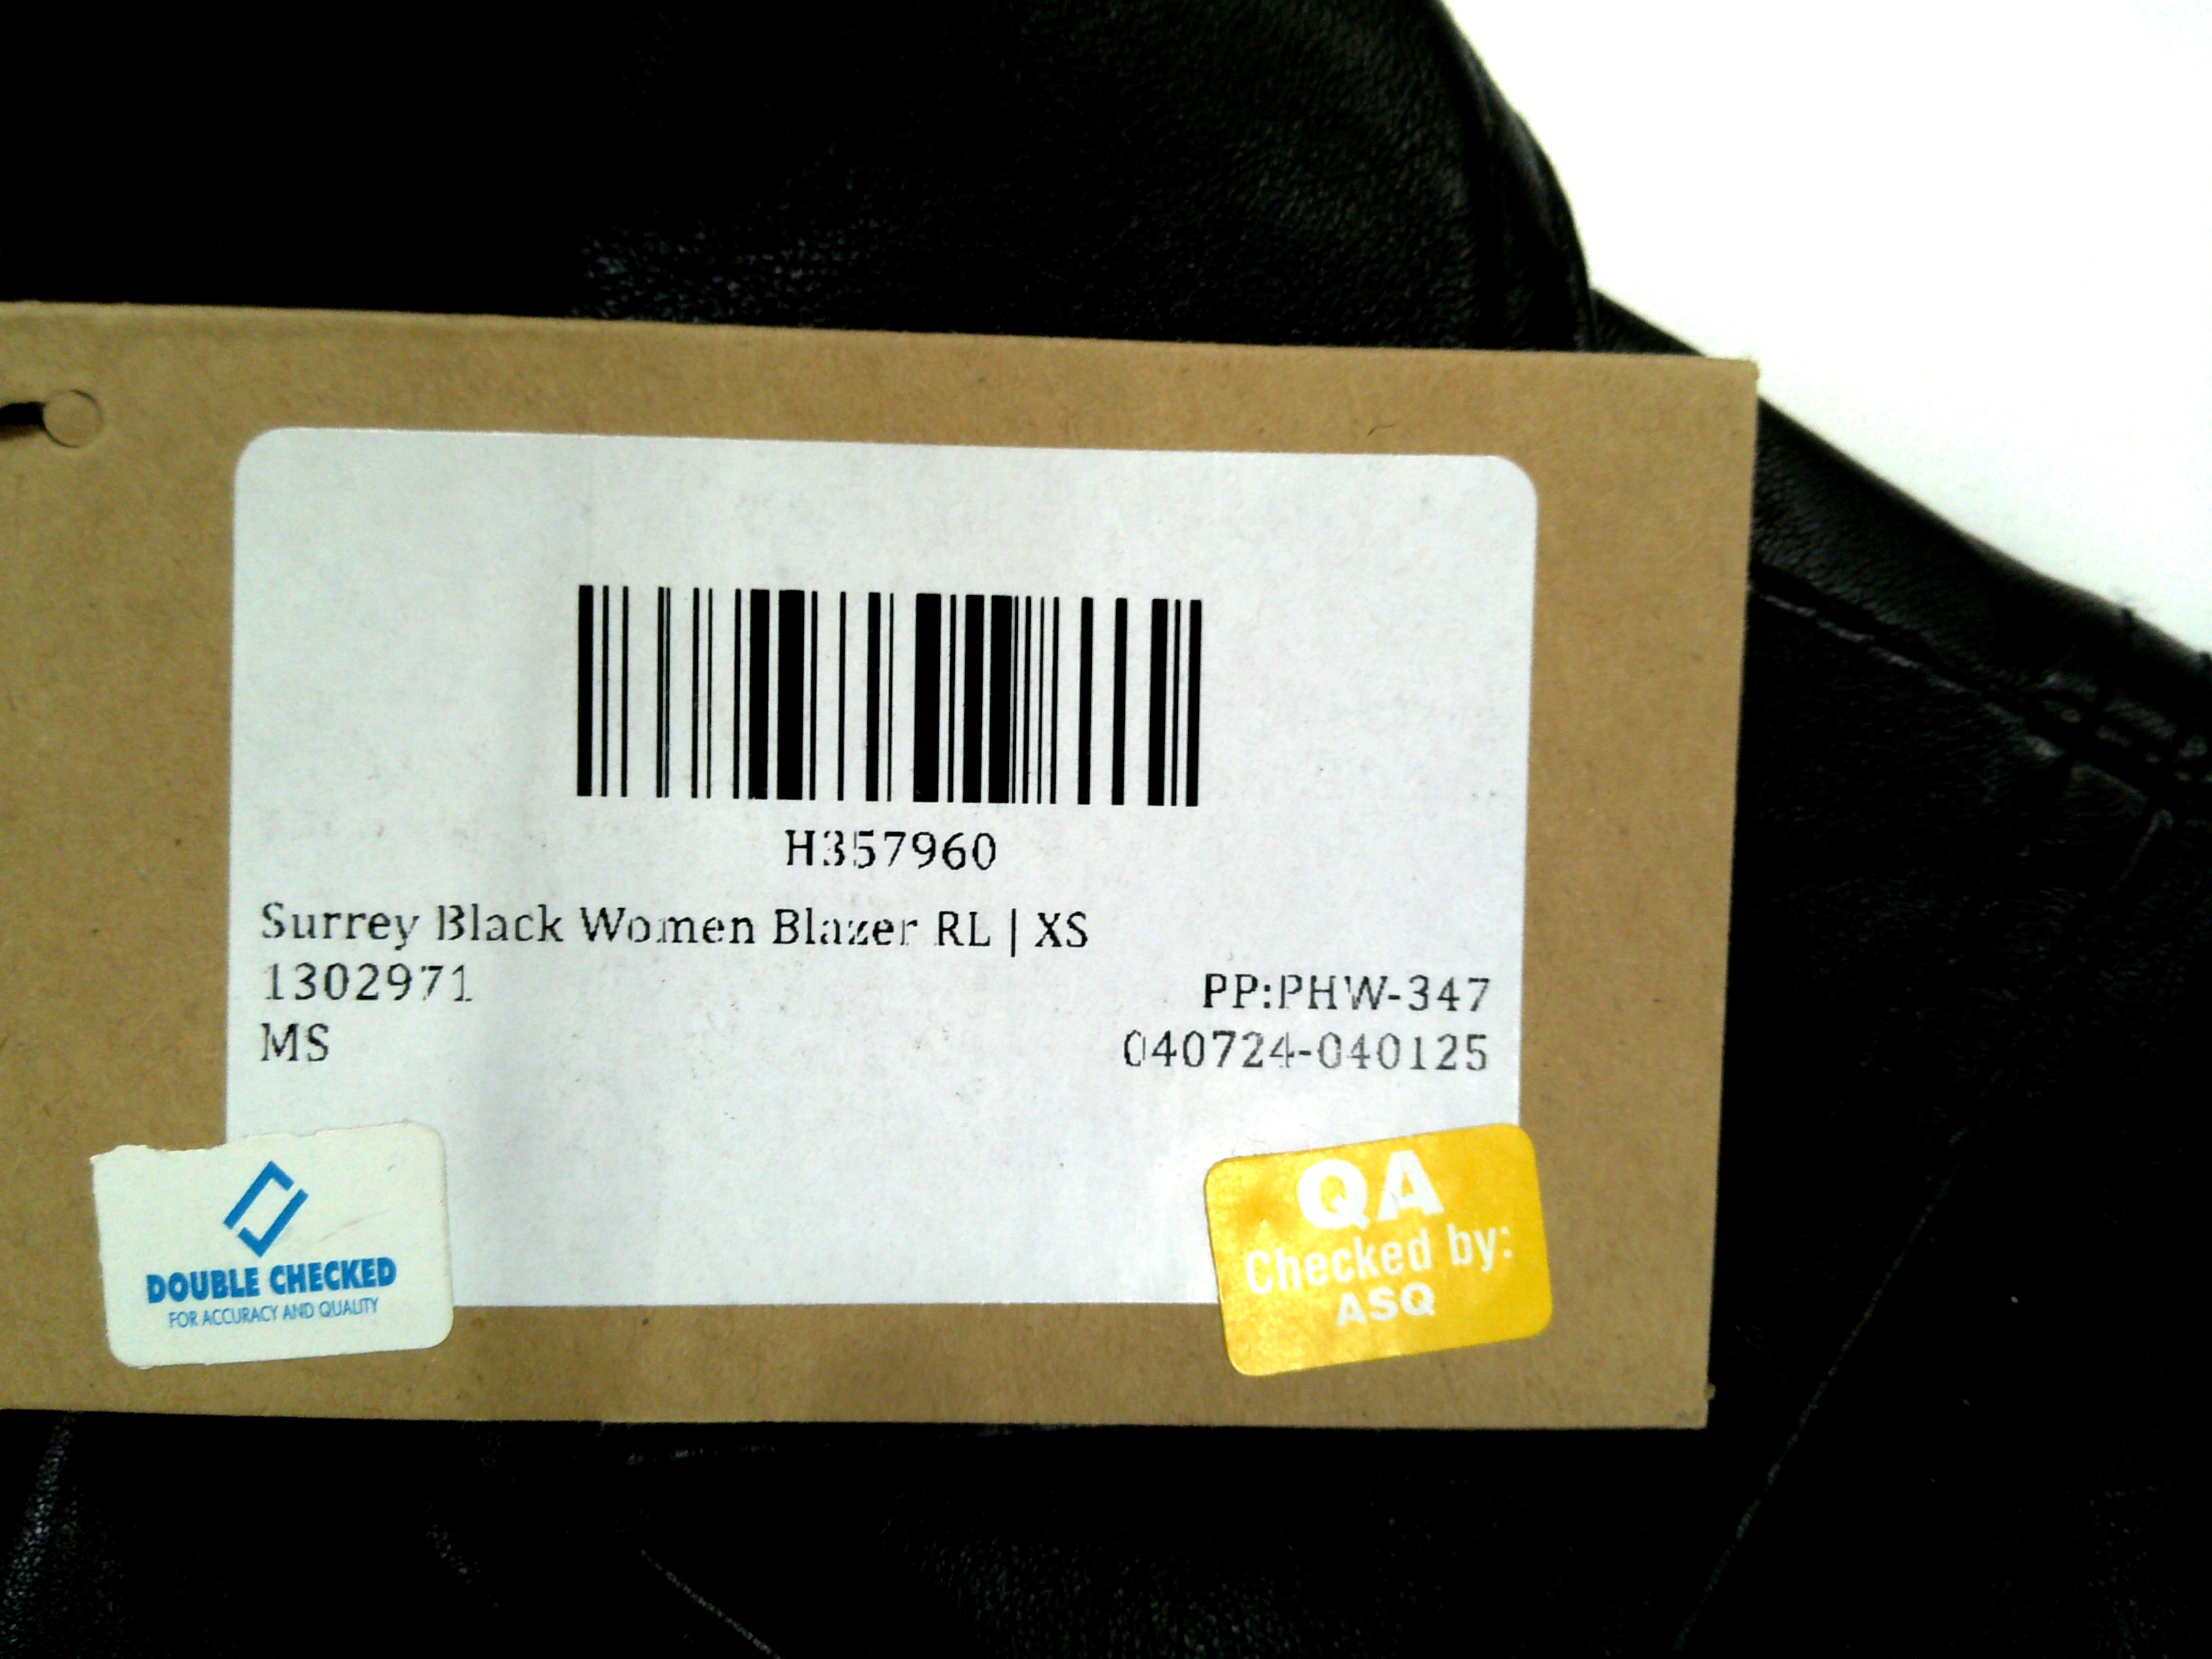 H357960
Surrey Black Women Blazer RL | XS
1302971
PP:PHW-347
MS
040724-040125
DOUBLE CHECKED
FOR ACCURACY AND QUALITY
QA
Checked by:
ASQ